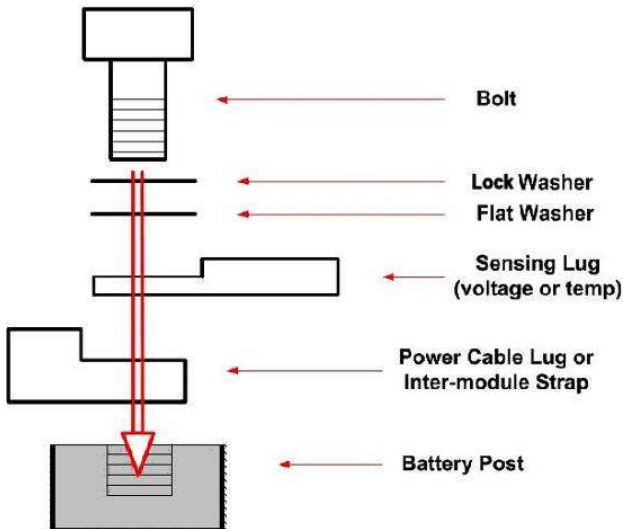 Bolt
Lock Washer
Flat Washer
Sensing Lug
(voltage or temp)
Power Cable Lug or
Inter-module Strap
Battery Post